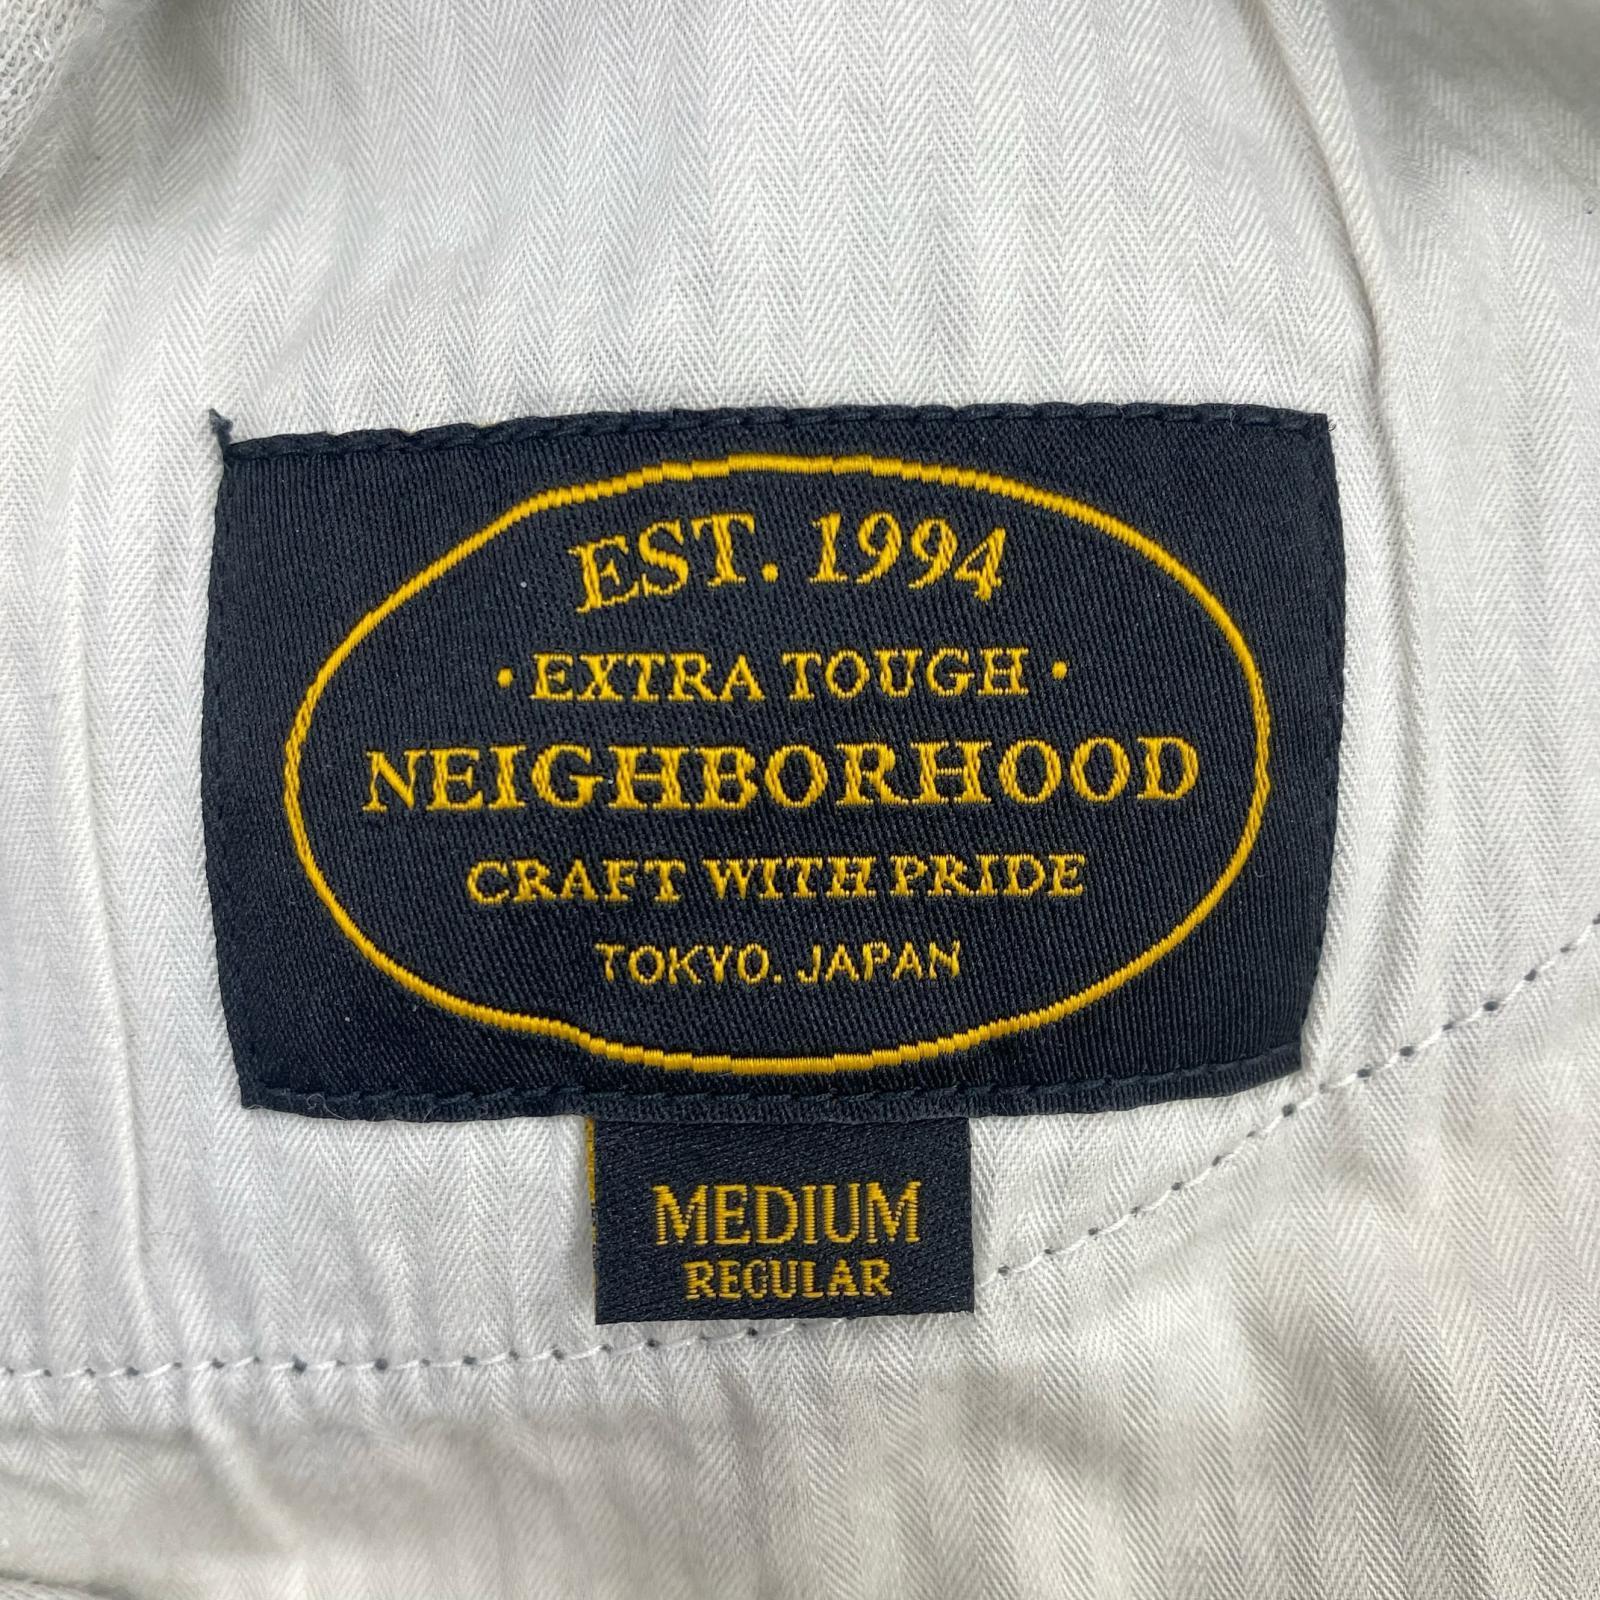 EST. 1994
· EXTRA TOUGH ·
NEIGHBORHOOD
CRAFT WITH PRIDE
TOKYO. JAPAN
MEDIUM
REGULAR